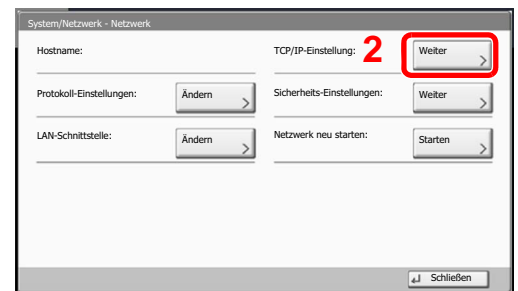 System/Netzwerk - Netzwerk
Hostname:
TCP/IP-Einstellung: 2 Weiter
Protokoll-Einstellungen: Ändern
Sicherheits-Einstellungen: Weiter
LAN-Schnittstelle: Ändern
Netzwerk neu starten: Starten
Schließen